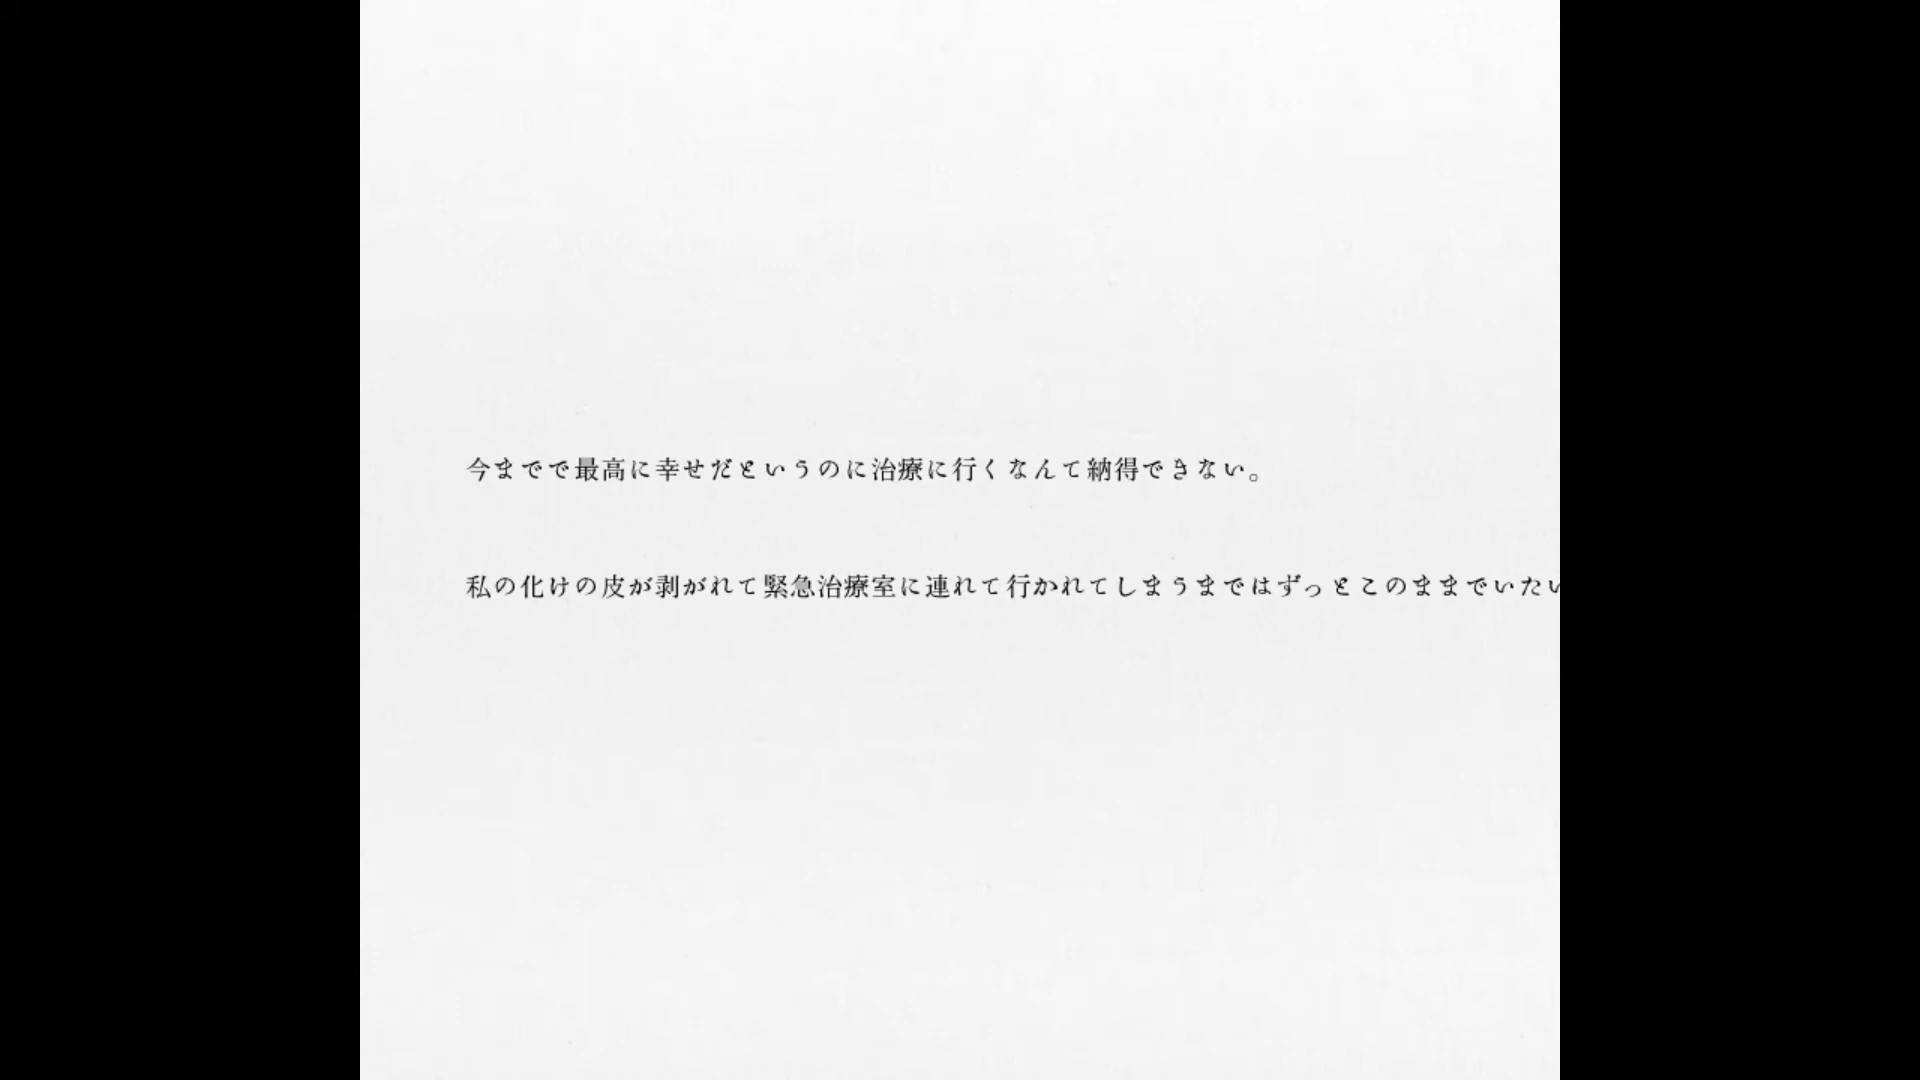 今までで最高に幸せだというのに治療に行くなんて納得できない。
私の化けの皮が剥がれて緊急治療室に連れて行かれてしまうまではずっとこのままでいたい